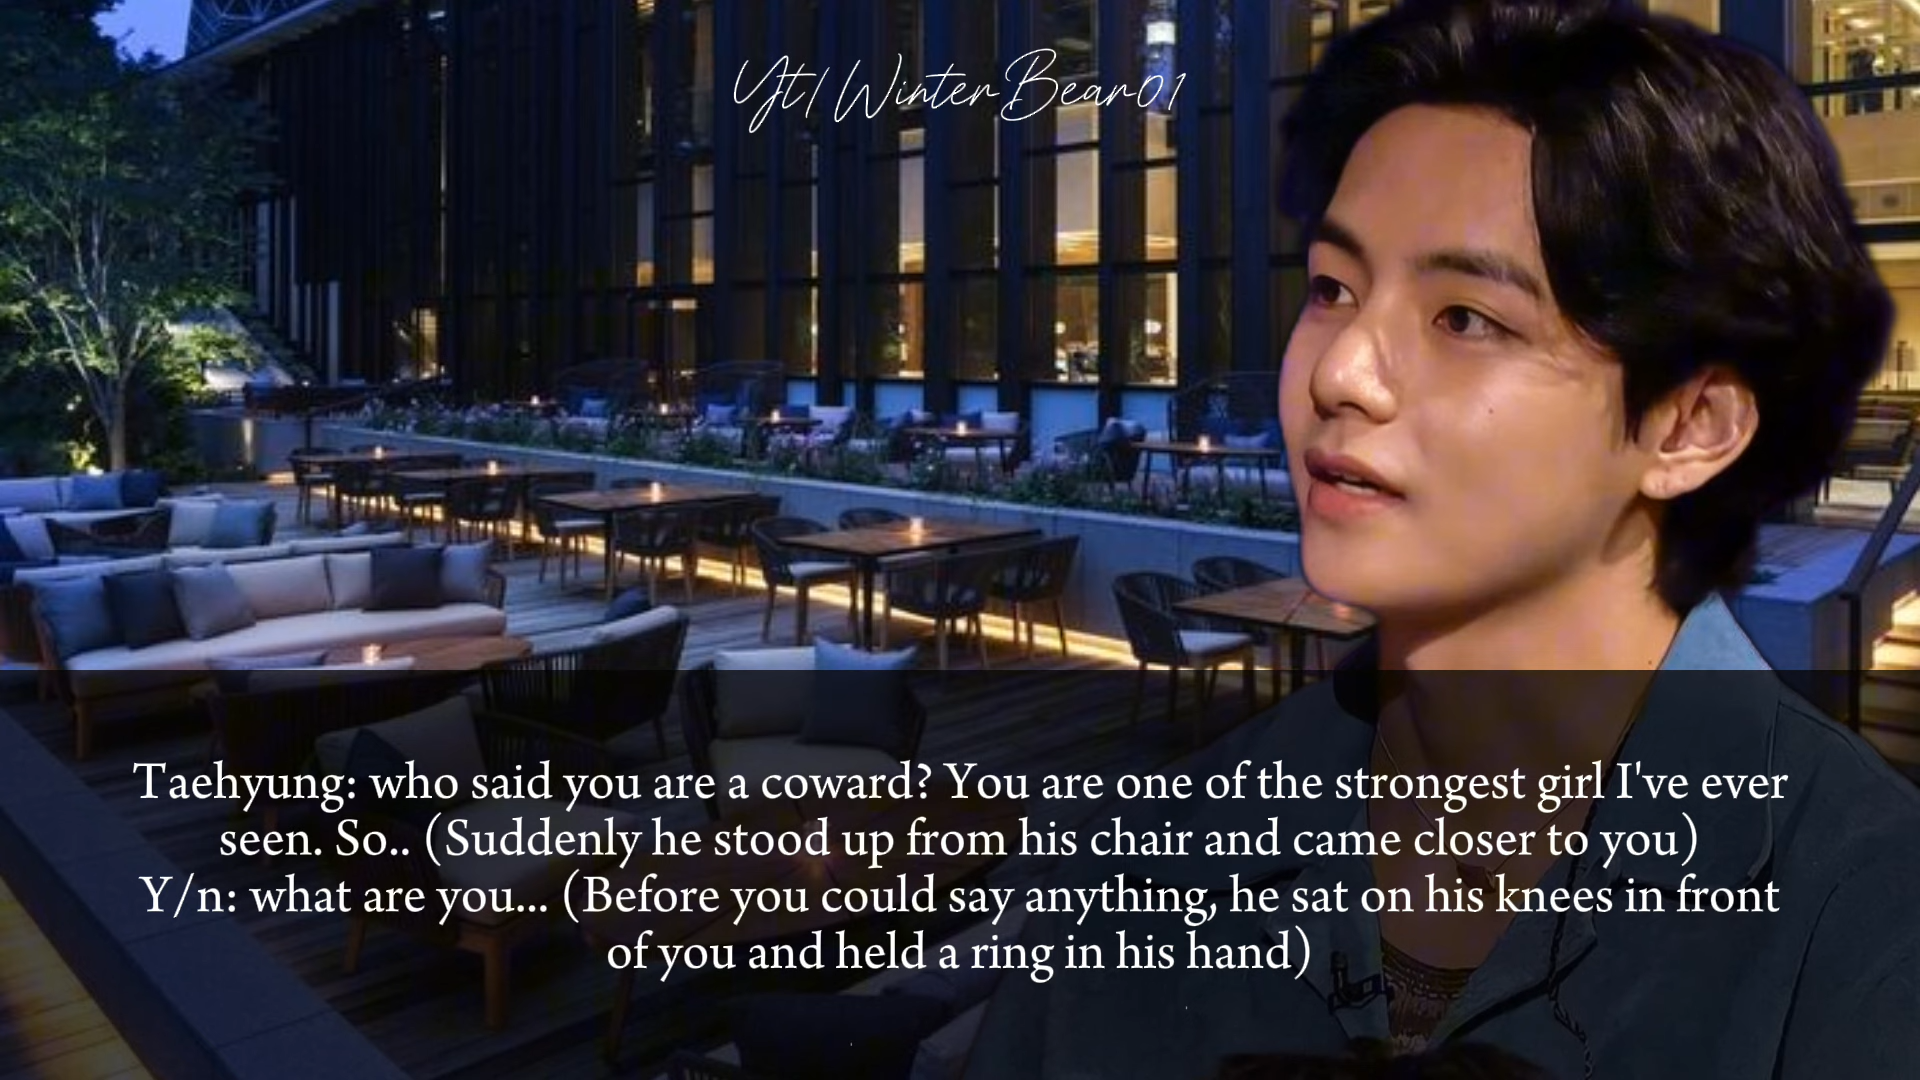 Yt/WinterBear01
Taehyung: who said you are a coward? You are one of the strongest girl I've ever
seen. So.. (Suddenly he stood up from his chair and came closer to you)
Y/n: what are you... (Before you could say anything, he sat on his knees in front
of you and held a ring in his hand)